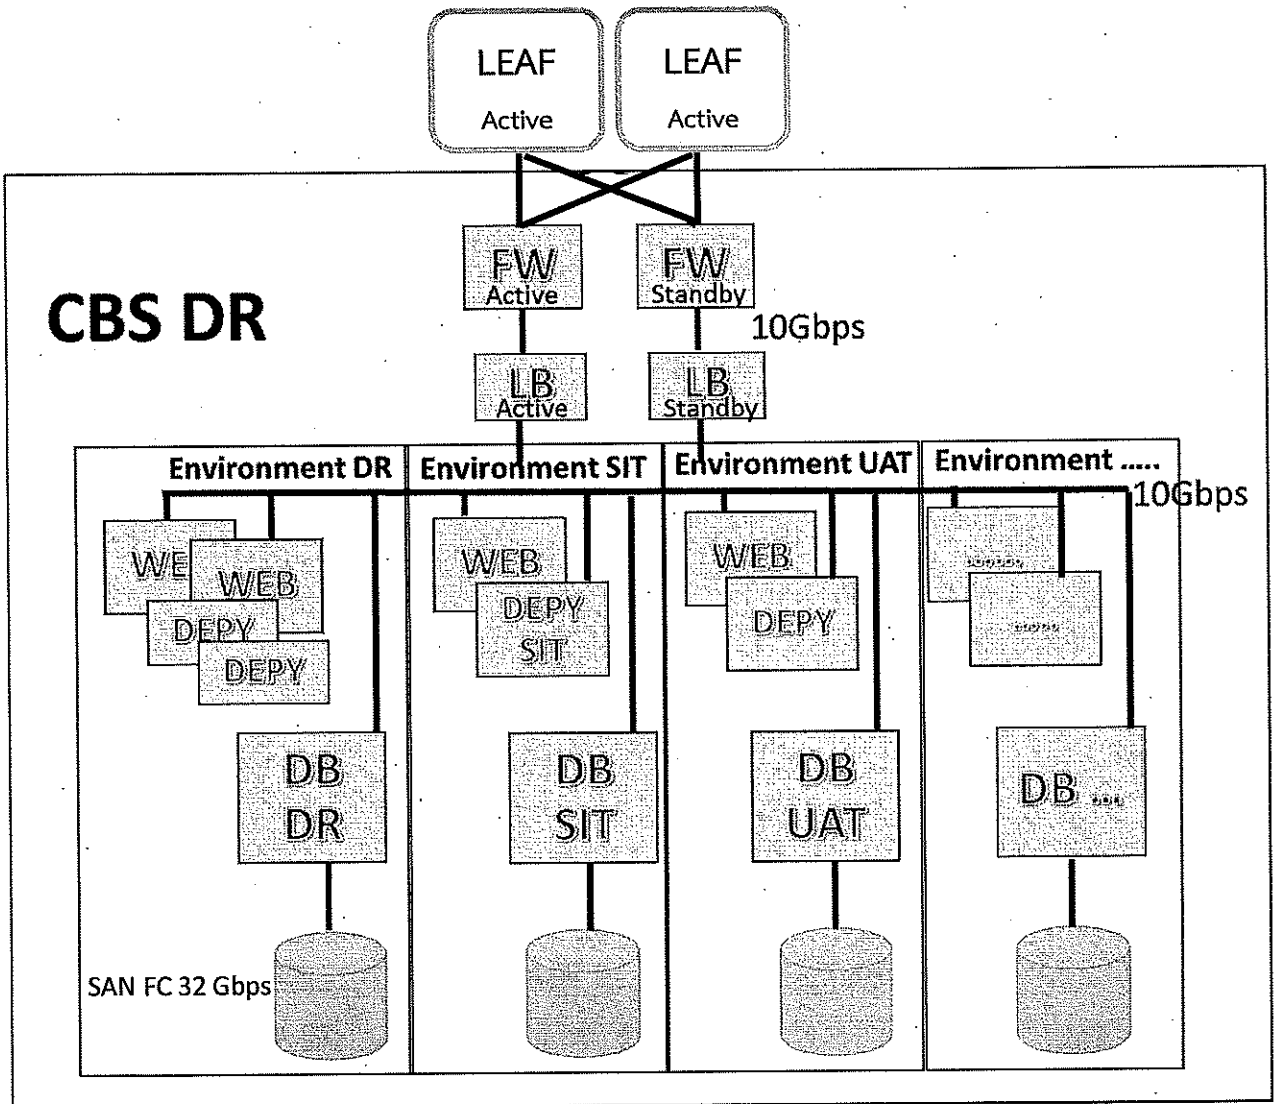 LEAF
Active
LEAF
Active
CBS DR
FW
Active
FW
Standby
10Gbps
LB
Active
LB
Standby
Environment DR
Environment SIT
Environment UAT
Environment .....
10Gbps
WE
WEB
DEPY
DEPY
WEB
DEPY
SIT
WEB
DEPY
......
.....
DB
DR
DB
SIT
DB
UAT
DB ...
SAN FC 32 Gbps